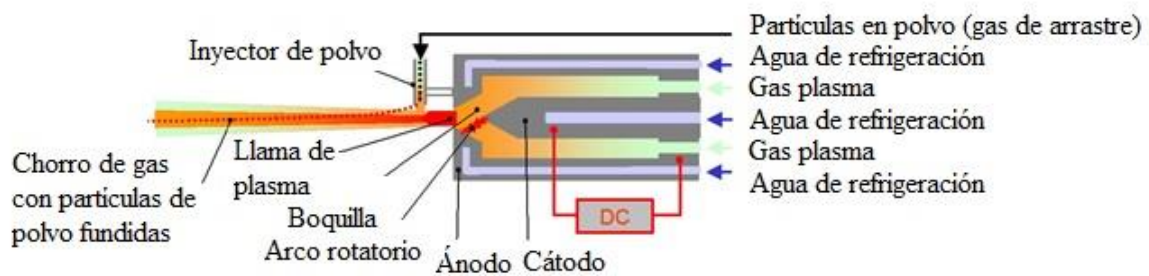 Partículas en polvo (gas de arrastre)
Inyector de polvo
Agua de refrigeración
Gas plasma
Agua de refrigeración
Gas plasma
Agua de refrigeración
Chorro de gas
con partículas de
polvo fundidas
Llama de
plasma
Boquilla
Arco rotatorio
Ánodo
Cátodo
DC